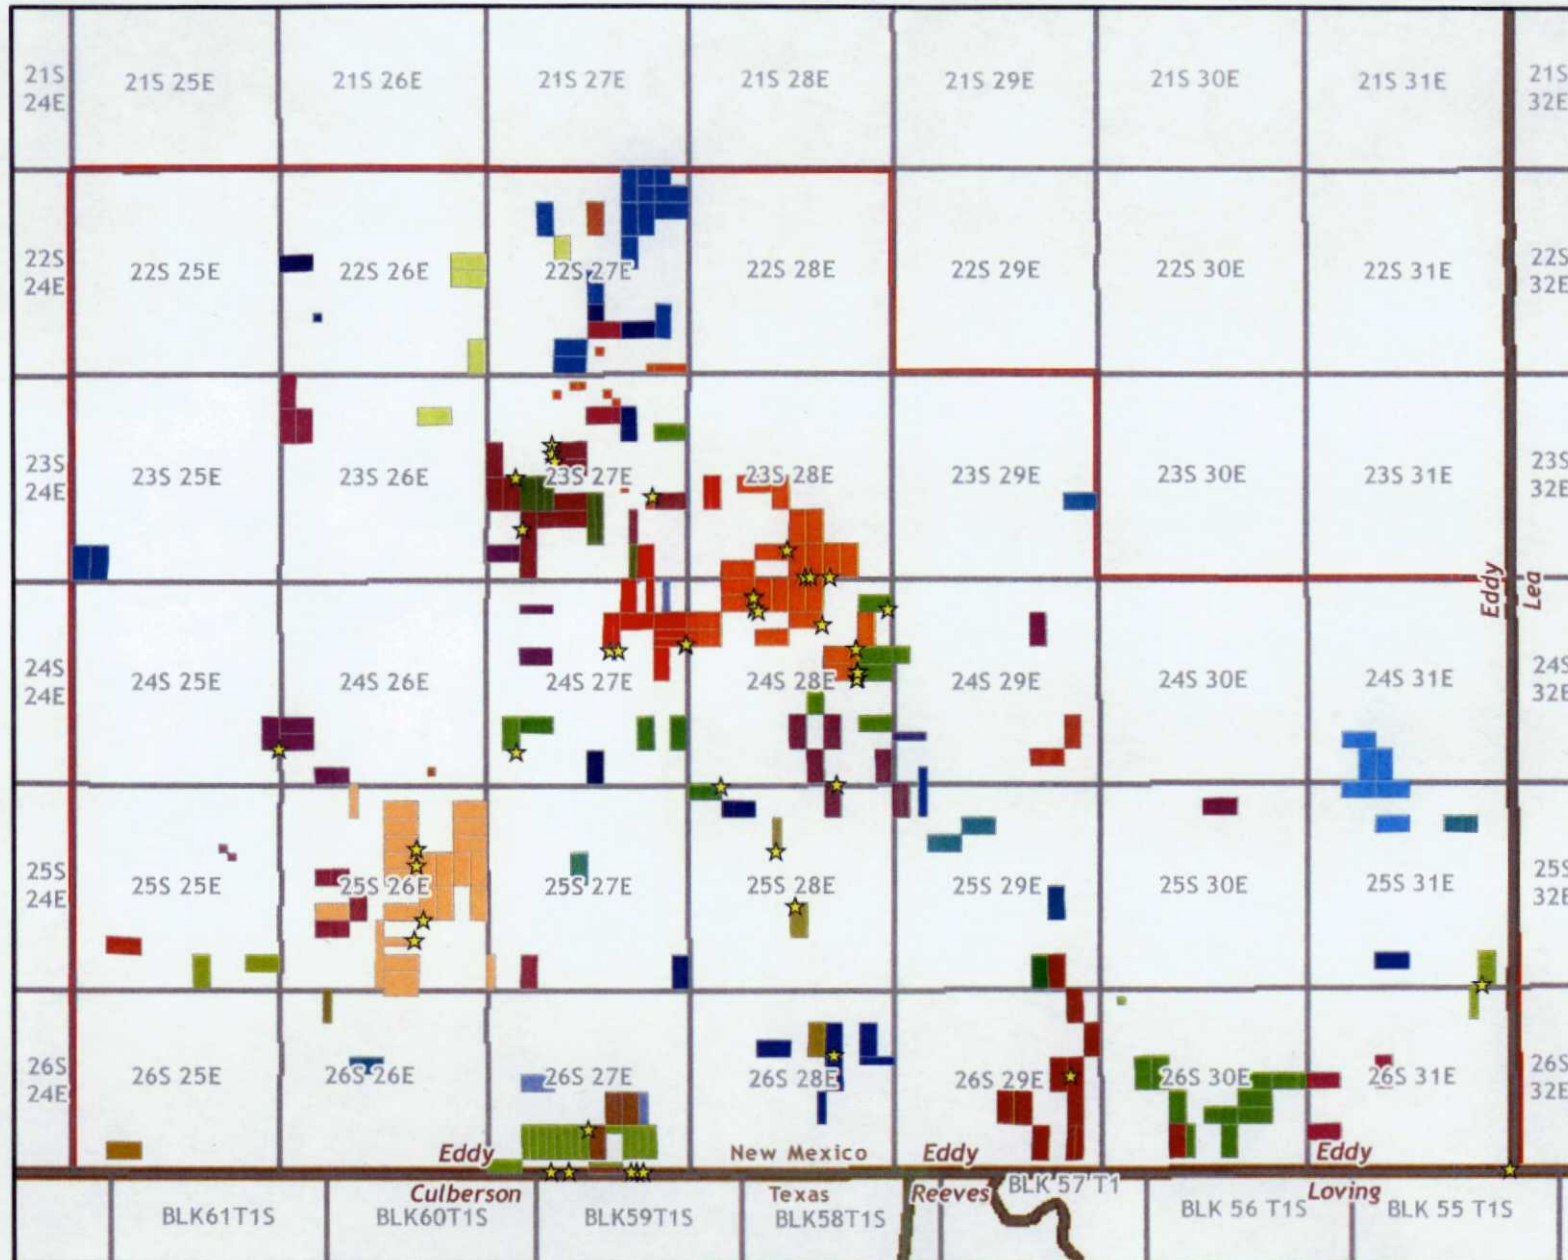 21S
24E
21S 25E
21S 26E
21S 27E
21S 28E
21S 29E
21S 30E
21S 31E
21S
32E
22S
24E
22S 25E
22S 26E
22S 27E
22S 28E
22S 29E
22S 30E
22S 31E
22S
32E
23S
24E
23S 25E
23S 26E
23S 27E
23S 28E
23S 29E
23S 30E
23S 31E
23S
32E
Eddy
Lea
24S
24E
24S 25E
24S 26E
24S 27E
24S 28E
24S 29E
24S 30E
24S 31E
24S
32E
25S
24E
25S 25E
25S 26E
25S 27E
25S 28E
25S 29E
25S 30E
25S 31E
25S
32E
26S
24E
26S 25E
26S 26E
26S 27E
26S 28E
26S 29E
26S 30E
26S 31E
26S
32E
Eddy
New Mexico
Eddy
Eddy
Culberson
Texas
Reeves
Loving
BLK61T1S
BLK60T1S
BLK59T1S
BLK58T1S
BLK 57 T1
BLK 56 T1S
BLK 55 T1S